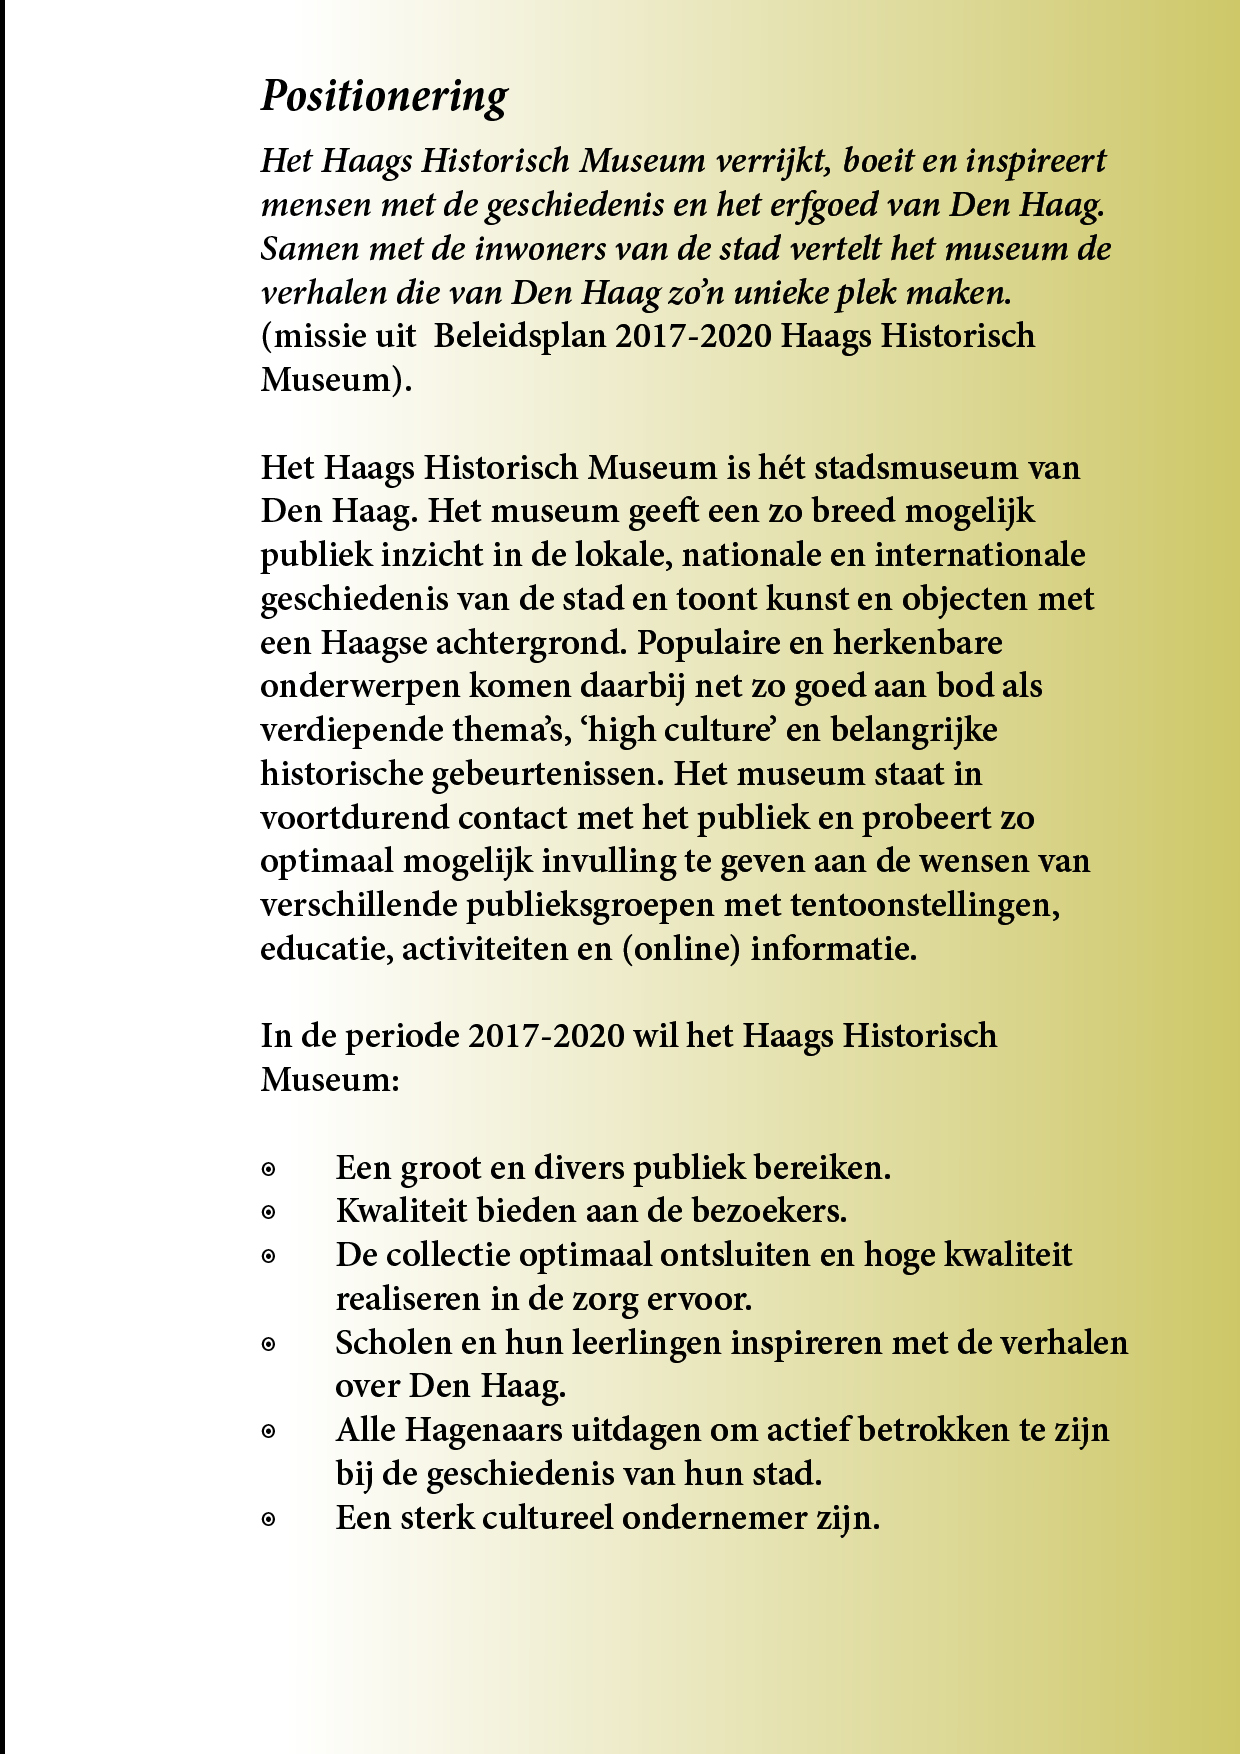 Positionering
Het Haags Historisch Museum verrijkt, boeit en inspireert
mensen met de geschiedenis en het erfgoed van Den Haag.
Samen met de inwoners van de stad vertelt het museum de
verhalen die van Den Haag zo’n unieke plek maken.
(missie uit  Beleidsplan 2017-2020 Haags Historisch
Museum).
Het Haags Historisch Museum is hét stadsmuseum van
Den Haag. Het museum geeft een zo breed mogelijk
publiek inzicht in de lokale, nationale en internationale
geschiedenis van de stad en toont kunst en objecten met
een Haagse achtergrond. Populaire en herkenbare
onderwerpen komen daarbij net zo goed aan bod als
verdiepende thema’s, ‘high culture’ en belangrijke
historische gebeurtenissen. Het museum staat in
voortdurend contact met het publiek en probeert zo
optimaal mogelijk invulling te geven aan de wensen van
verschillende publieksgroepen met tentoonstellingen,
educatie, activiteiten en (online) informatie.
In de periode 2017-2020 wil het Haags Historisch
Museum:
⊙ Een groot en divers publiek bereiken.
⊙ Kwaliteit bieden aan de bezoekers.
⊙ De collectie optimaal ontsluiten en hoge kwaliteit
realiseren in de zorg ervoor.
⊙ Scholen en hun leerlingen inspireren met de verhalen
over Den Haag.
⊙ Alle Hagenaars uitdagen om actief betrokken te zijn
bij de geschiedenis van hun stad.
⊙ Een sterk cultureel ondernemer zijn.